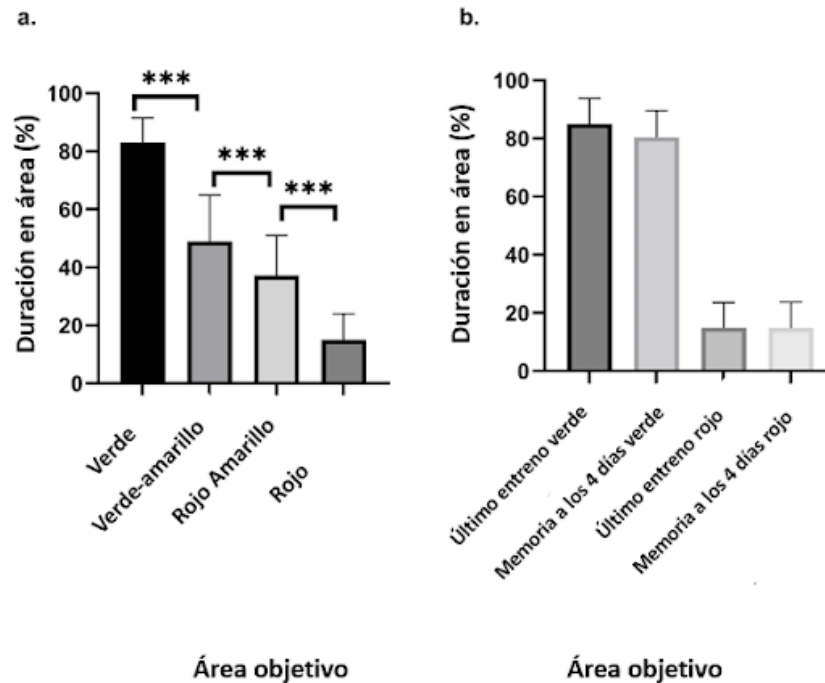 a.
Duración en área (%)
100
80
60
40
20
0
***
***
***
Verde
Verde-amarillo
Rojo Amarillo
Rojo
Área objetivo
b.
Duración en área (%)
100
80
60
40
20
0
Último entreno verde
Memoria a los 4 días verde
Último entreno rojo
Memoria a los 4 días rojo
Área objetivo